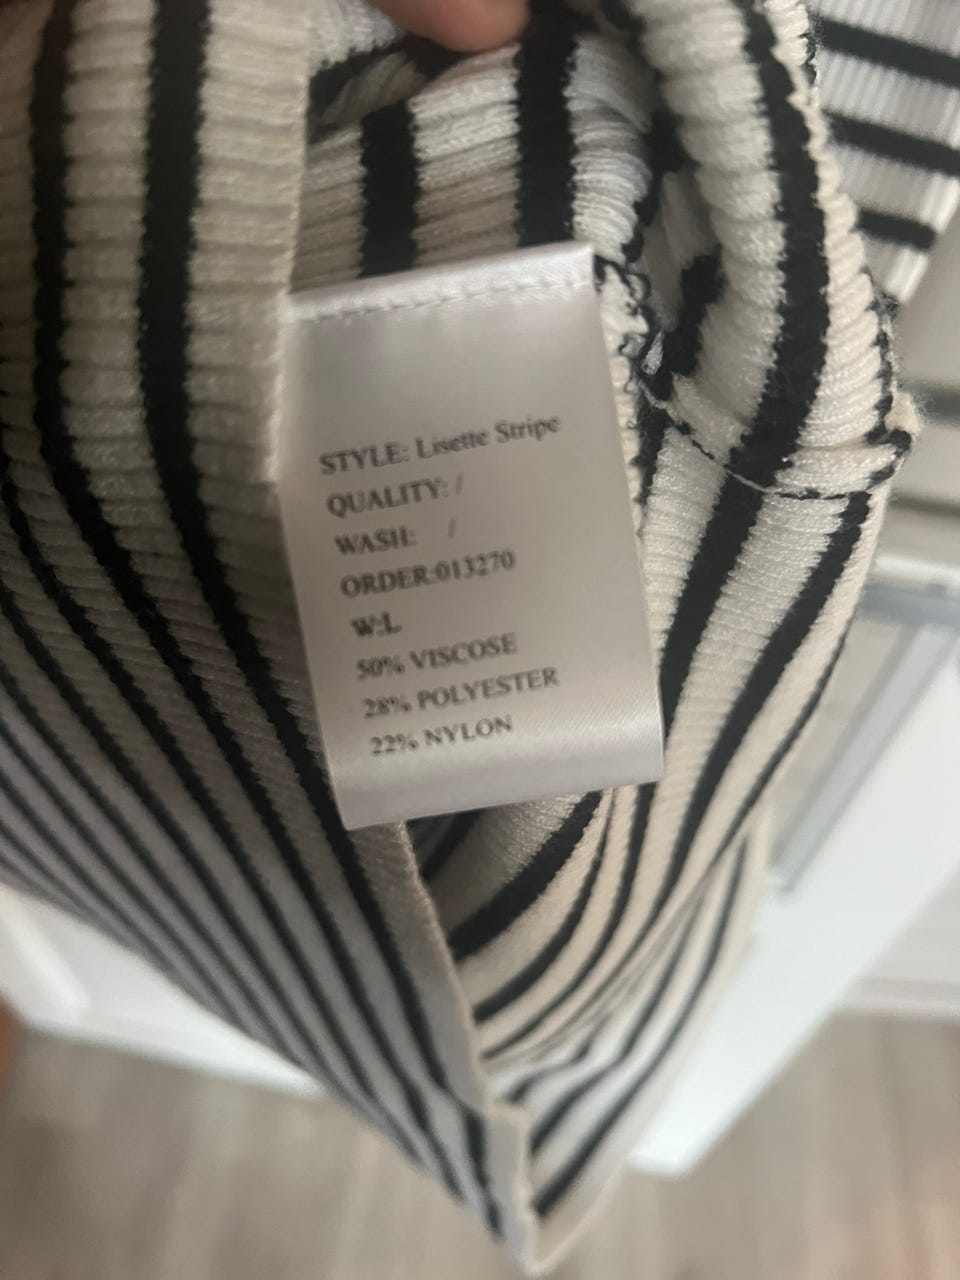 STYLE: Lisette Stripe
QUALITY: /
WASH: /
ORDER:013270
W:L
50% VISCOSE
28% POLYESTER
22% NYLON